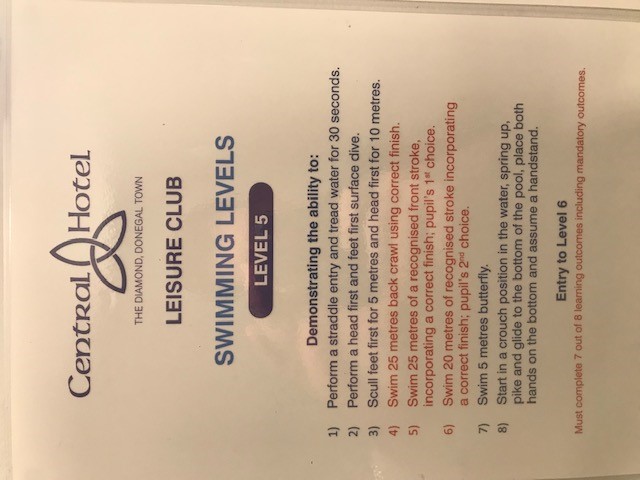 Central Hotel
THE DIAMOND, DONEGAL TOWN
LEISURE CLUB
SWIMMING LEVELS
LEVEL 5
Demonstrating the ability to:
1) Perform a straddle entry and tread water for 30 seconds.
2) Perform a head first and feet first surface dive.
3) Scull feet first for 5 metres and head first for 10 metres.
4) Swim 25 metres back crawl using correct finish.
5) Swim 25 metres of a recognised front stroke,
incorporating a correct finish; pupil's 1st choice.
6) Swim 20 metres of recognised stroke incorporating
a correct finish; pupil's 2nd choice.
7) Swim 5 metres butterfly.
8) Start in a crouch position in the water, spring up,
pike and glide to the bottom of the pool, place both
hands on the bottom and assume a handstand.
Entry to Level 6
Must complete 7 out of 8 learning outcomes including mandatory outcomes.